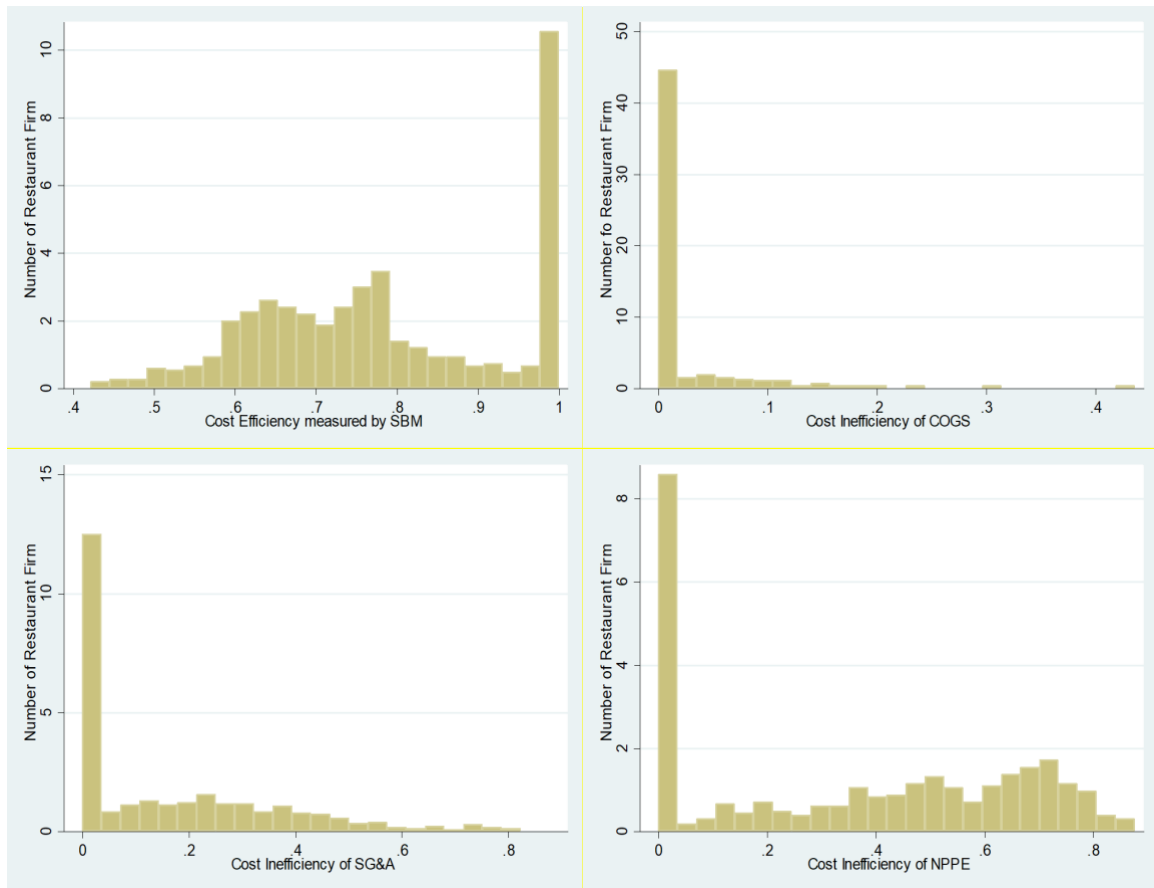 Number of Restaurant Firm
10
8
6
4
2
0
.4 .5 .6 .7 .8 .9 1
Cost Efficiency measured by SBM
Number fo Restaurant Firm
50
40
30
20
10
0
0 .1 .2 .3 .4
Cost Inefficiency of COGS
Number of Restaurant Firm
15
10
5
0
0 .2 .4 .6 .8
Cost Inefficiency of SG&A
Number of Restaurant Firm
8
6
4
2
0
0 .2 .4 .6 .8
Cost Inefficiency of NPPE